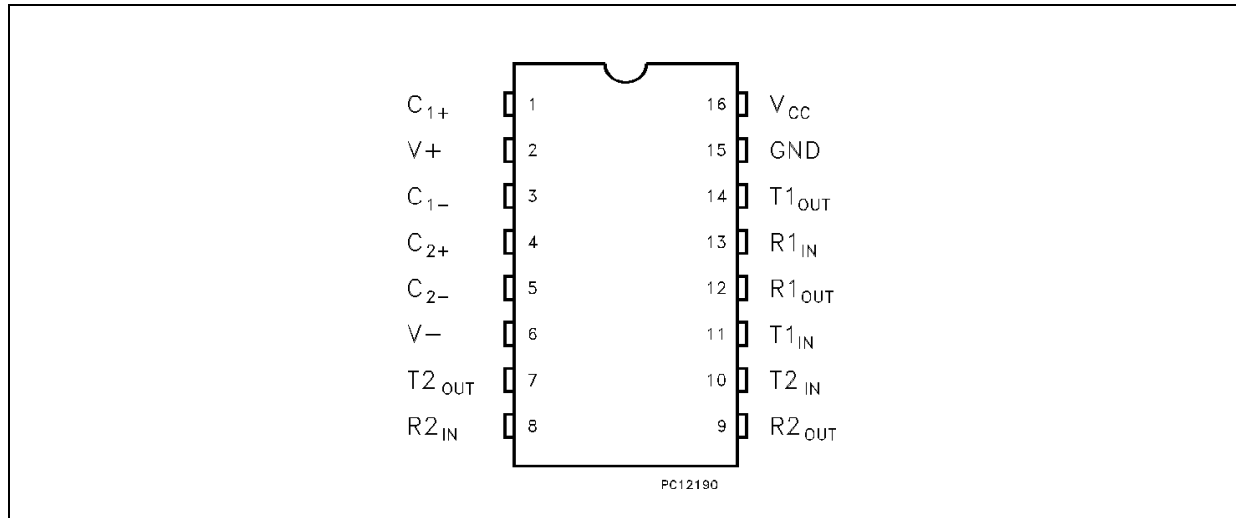 C1+ 1 16 VCC
V+ 2 15 GND
C1− 3 14 T1OUT
C2+ 4 13 R1IN
C2− 5 12 R1OUT
V− 6 11 T1IN
T2OUT 7 10 T2IN
R2IN 8 9 R2OUT
PC12190